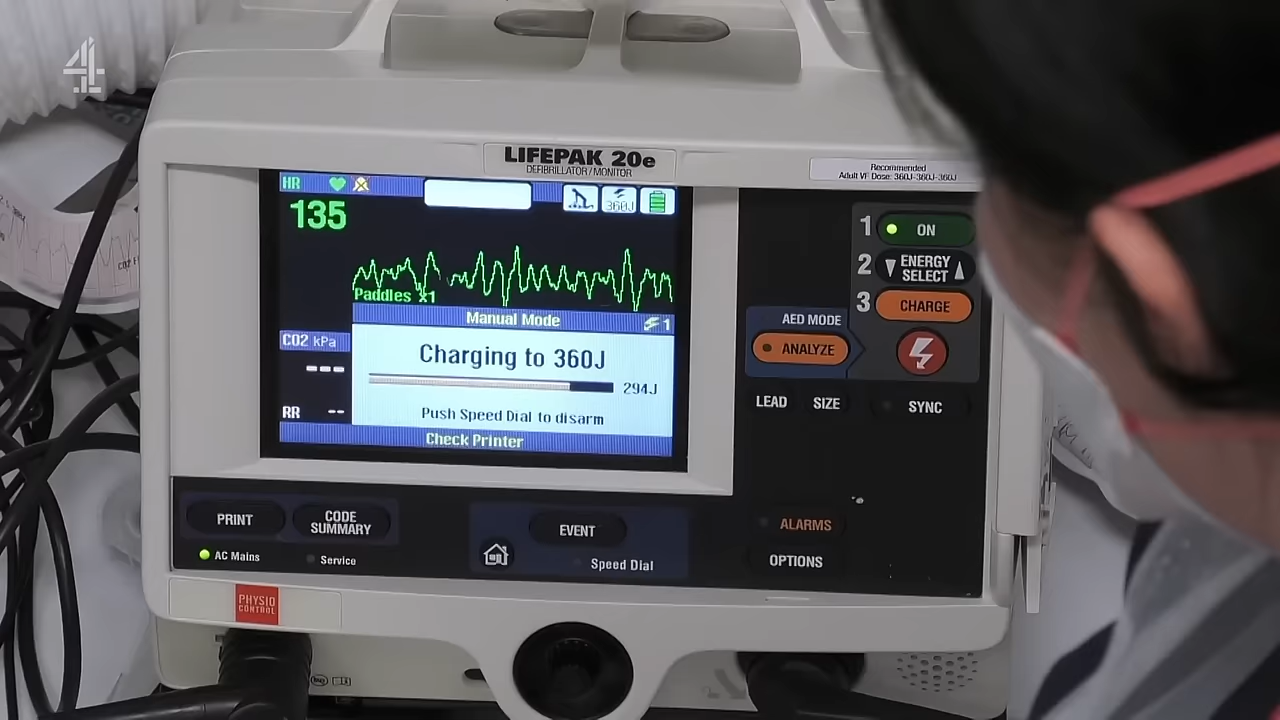 4
LIFEPAK 20e
DEFIBRILLATOR/MONITOR
Recommended
Adult VF Dose: 360J-360J-360J
HR
360J
135
Paddles x1
Manual Mode
1
Charging to 360J
294J
Push Speed Dial to disarm
Check Printer
CO2 kPa
---
RR --
1 ON
2 ENERGY
SELECT
3 CHARGE
AED MODE
ANALYZE
LEAD SIZE SYNC
PRINT
CODE
SUMMARY
EVENT
ALARMS
AC Mains
Service
Speed Dial
OPTIONS
PHYSIO
CONTROL